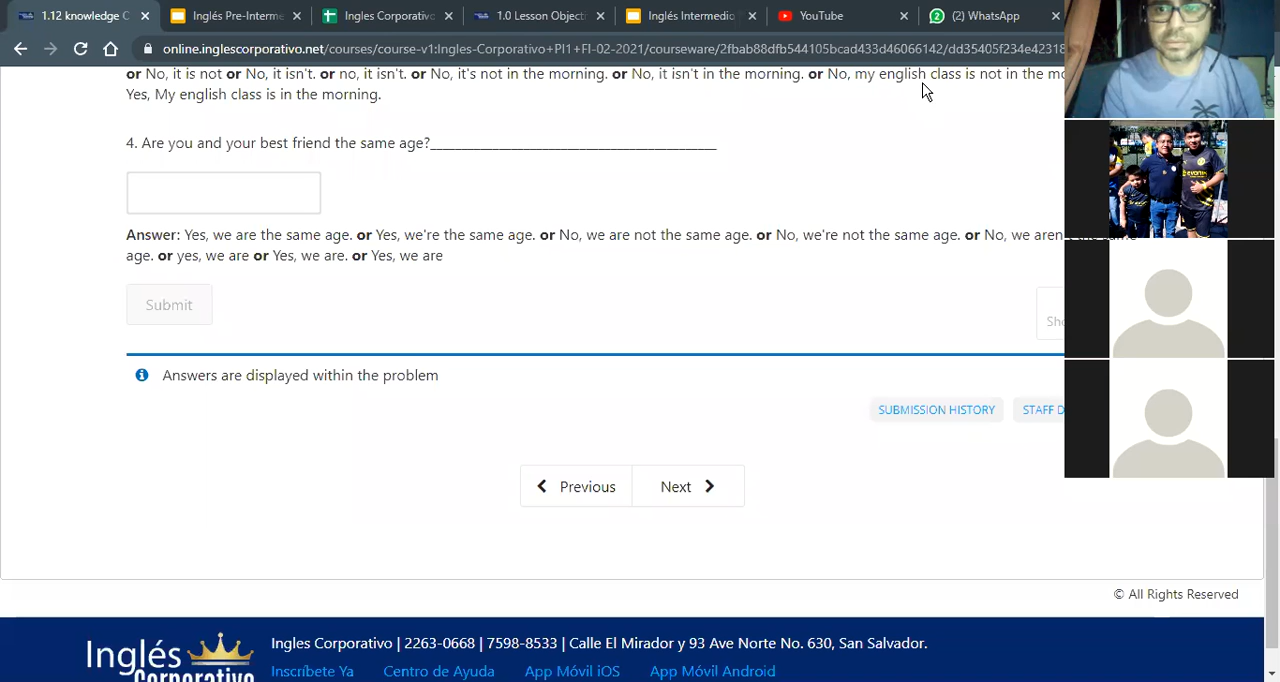 1.12 knowledge C
Inglés Pre-Interme
Ingles Corporativo
1.0 Lesson Object
Inglés Intermedio
YouTube
(2) WhatsApp
online.inglescorporativo.net/courses/course-v1:Ingles-Corporativo+PI1+FI-02-2021/courseware/2fbab88dfb544105bcad433d46066142/dd35405f234e42318
or No, it is not or No, it isn't. or no, it isn't. or No, it's not in the morning. or No, it isn't in the morning. or No, my english class is not in the mo
Yes, My english class is in the morning.
4. Are you and your best friend the same age?________________________________________
Answer: Yes, we are the same age. or Yes, we're the same age. or No, we are not the same age. or No, we're not the same age. or No, we aren't the same
age. or yes, we are or Yes, we are. or Yes, we are
Submit
Sho
Answers are displayed within the problem
SUBMISSION HISTORY
STAFF D
Previous
Next
© All Rights Reserved
Inglés Corporativo
Ingles Corporativo | 2263-0668 | 7598-8533 | Calle El Mirador y 93 Ave Norte No. 630, San Salvador.
Inscríbete Ya
Centro de Ayuda
App Móvil iOS
App Móvil Android